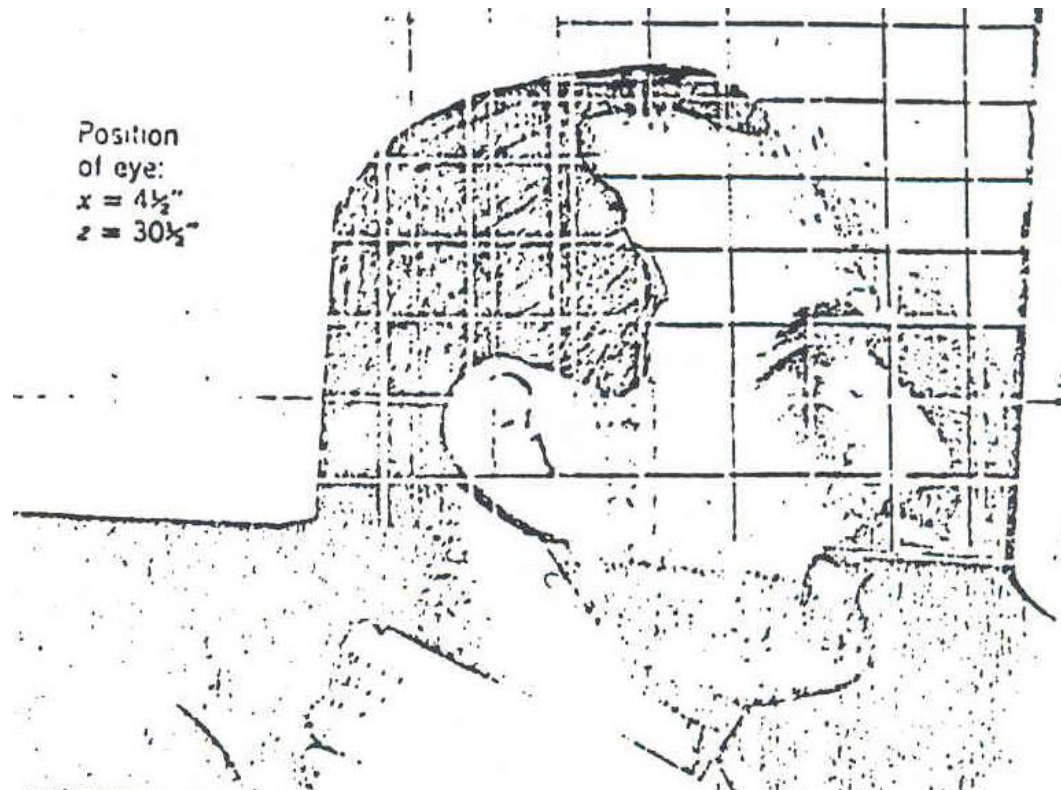 Position
of eye:
x = 4½"
z = 30½"